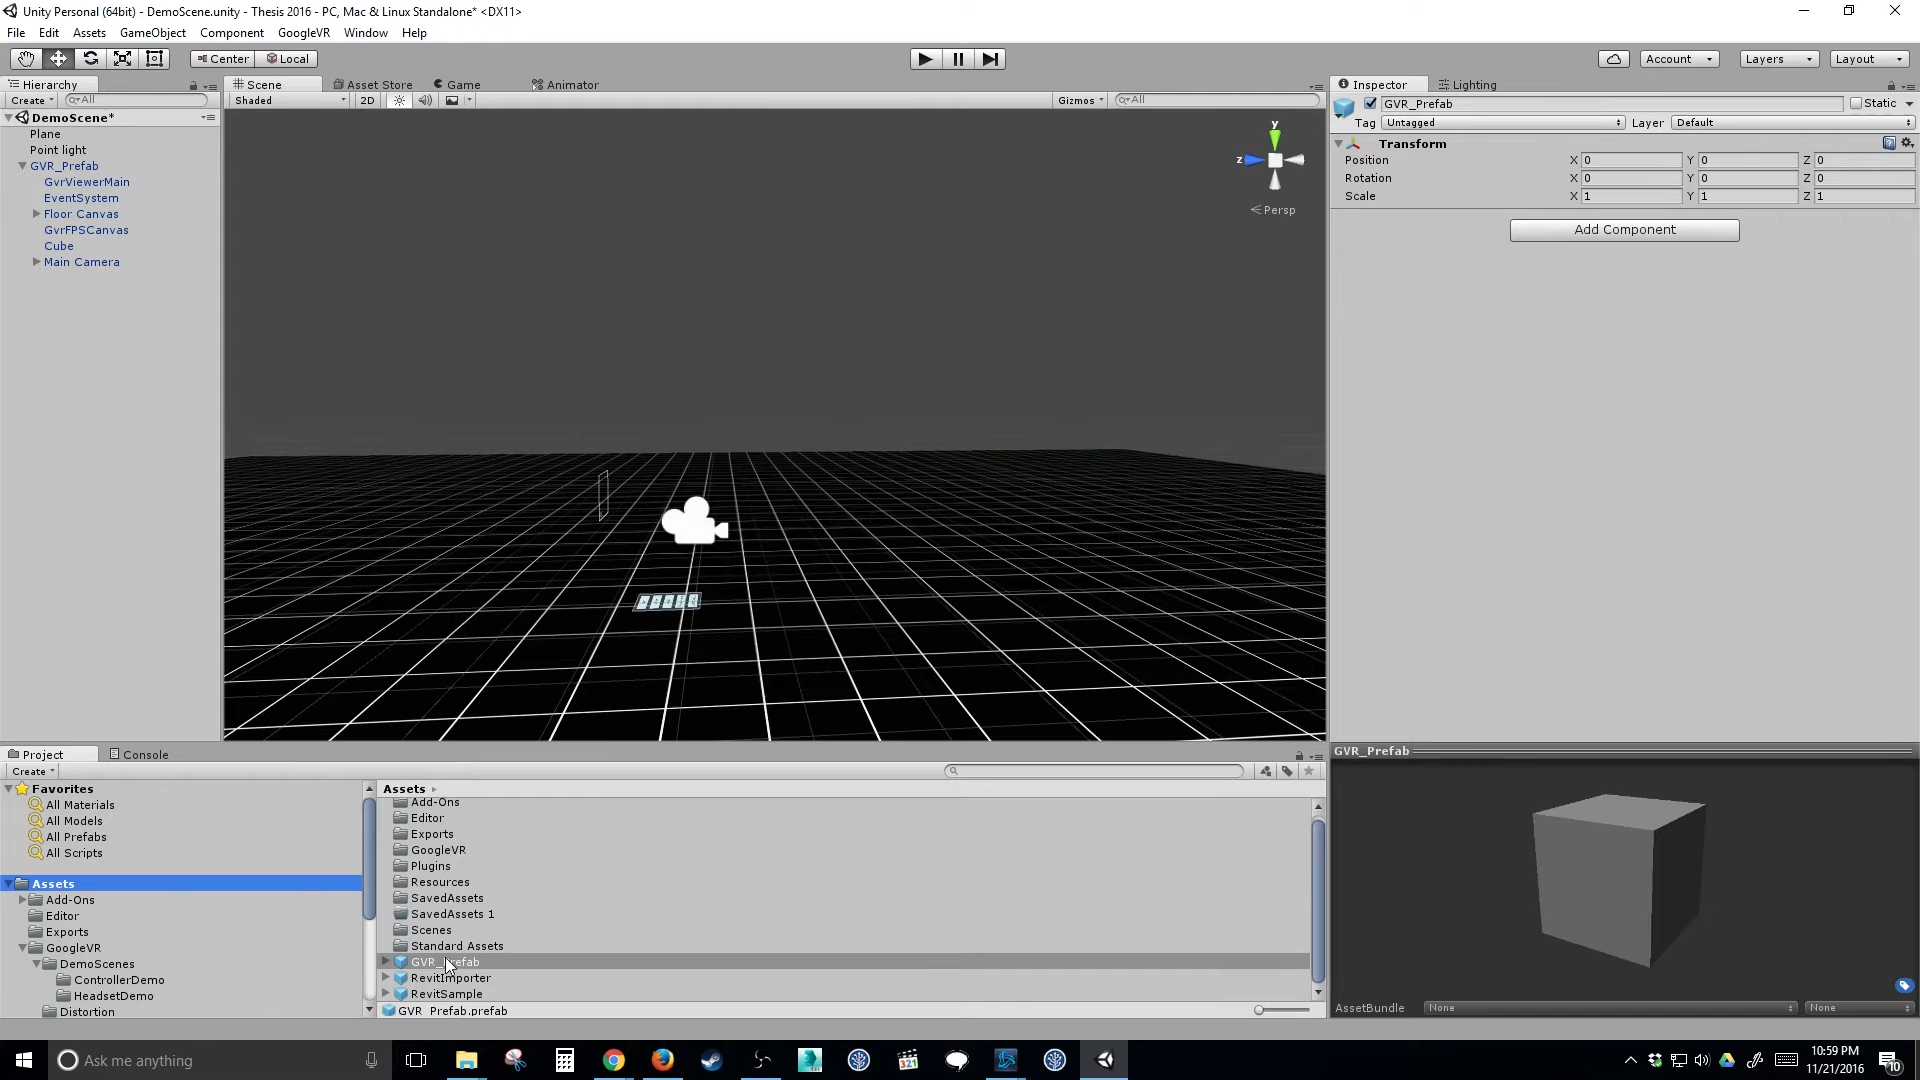 Unity Personal (64bit) - DemoScene.unity - Thesis 2016 - PC, Mac & Linux Standalone* <DX11>
File Edit Assets GameObject Component GoogleVR Window Help
Center Local Account Layers Layout
Hierarchy Scene Asset Store Game Animator Inspector Lighting
Create All Shaded 2D Gizmos All
GVR_Prefab Static
Tag Untagged Layer Default
DemoScene*
Plane
Point light
GVR_Prefab
GvrViewerMain
EventSystem
Floor Canvas
GvrFPSCanvas
Cube
Main Camera
y
z
Persp
Transform
Position X 0 Y 0 Z 0
Rotation X 0 Y 0 Z 0
Scale X 1 Y 1 Z 1
Add Component
Project Console
Create
Favorites
All Materials
All Models
All Prefabs
All Scripts
Assets
Add-Ons
Editor
Exports
GoogleVR
DemoScenes
ControllerDemo
HeadsetDemo
Distortion
Assets
Add-Ons
Editor
Exports
GoogleVR
Plugins
Resources
SavedAssets
SavedAssets 1
Scenes
Standard Assets
GVR_Prefab
RevitImporter
RevitSample
GVR_Prefab.prefab
GVR_Prefab
AssetBundle None None
Ask me anything
321
10:59 PM
11/21/2016
10